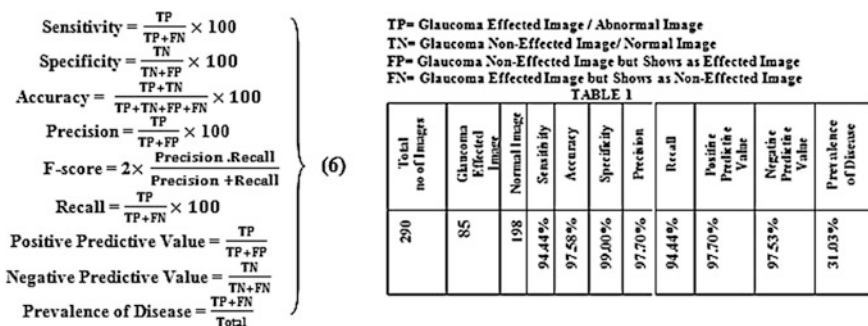 Sensitivity = TP / TP+FN × 100
Specificity = TN / TN+FP × 100
Accuracy = TP+TN / TP+TN+FP+FN × 100
Precision = TP / TP+FP × 100
F-score = 2× Precision .Recall / Precision +Recall
Recall = TP / TP+FN × 100
Positive Predictive Value = TP / TP+FP
Negative Predictive Value = TN / TN+FN
Prevalence of Disease = TP+FN / Total
(6)
TP= Glaucoma Effected Image / Abnormal Image
TN= Glaucoma Non-Effected Image/ Normal Image
FP= Glaucoma Non-Effected Image but Shows as Effected Image
FN= Glaucoma Effected Image but Shows as Non-Effected Image
TABLE 1
Total
no of Images
Glaucoma
Effected
Image
Normal Image
Sensitivity
Accuracy
Specificity
Precision
Recall
Positive
Predictive
Value
Negative
Predictive
Value
Prevalence
of Disease
290
85
198
94.44%
97.58%
99.00%
97.70%
94.44%
97.70%
97.53%
31.03%